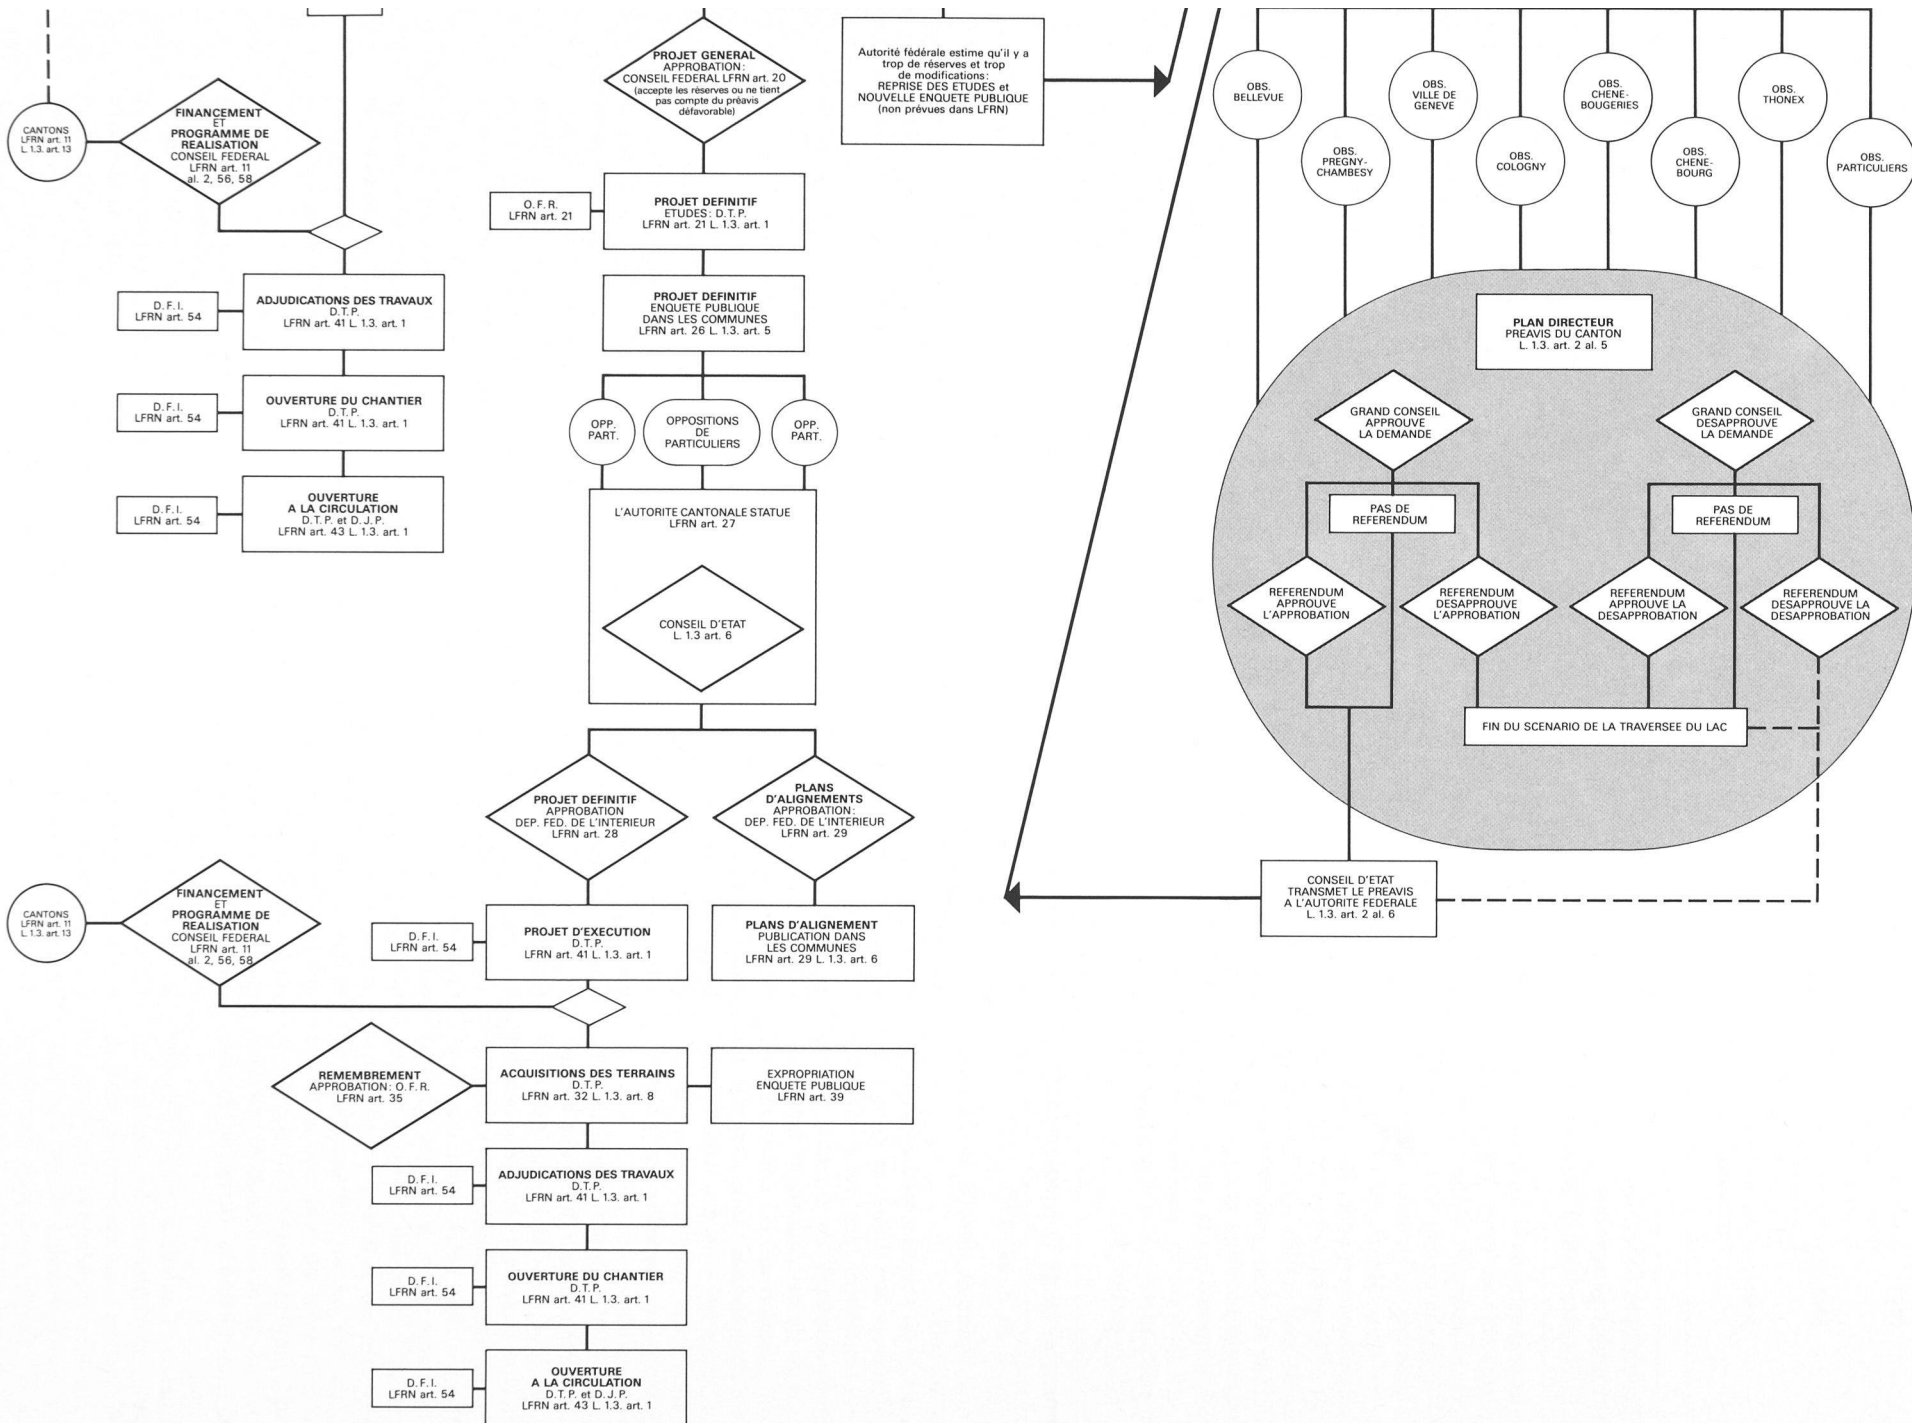 CANTONS
LFRN art. 11
L. 1.3. art. 13
FINANCEMENT
ET
PROGRAMME DE
REALISATION
CONSEIL FEDERAL
LFRN art. 11
al. 2, 56, 58
D. F. I.
LFRN art. 54
ADJUDICATIONS DES TRAVAUX
D.T.P.
LFRN art. 41 L. 1.3. art. 1
D. F. I.
LFRN art. 54
OUVERTURE DU CHANTIER
D.T.P.
LFRN art. 41 L. 1.3. art. 1
D. F. I.
LFRN art. 54
OUVERTURE
A LA CIRCULATION
D.T.P. et D.J.P.
LFRN art. 43 L. 1.3. art. 1
PROJET GENERAL
APPROBATION:
CONSEIL FEDERAL LFRN art. 20
(accepte les réserves ou ne tient
pas compte du préavis
défavorable)
O. F. R.
LFRN art. 21
PROJET DEFINITIF
ETUDES: D.T.P.
LFRN art. 21 L. 1.3. art. 1
PROJET DEFINITIF
ENQUETE PUBLIQUE
DANS LES COMMUNES
LFRN art. 26 L. 1.3. art. 5
OPP.
PART.
OPPOSITIONS
DE
PARTICULIERS
OPP.
PART.
L'AUTORITE CANTONALE STATUE
LFRN art. 27
CONSEIL D'ETAT
L. 1.3 art. 6
PROJET DEFINITIF
APPROBATION
DEP. FED. DE L'INTERIEUR
LFRN art. 28
PLANS
D'ALIGNEMENTS
APPROBATION:
DEP. FED. DE L'INTERIEUR
LFRN art. 29
CANTONS
LFRN art. 11
L. 1.3. art. 13
FINANCEMENT
ET
PROGRAMME DE
REALISATION
CONSEIL FEDERAL
LFRN art. 11
al. 2, 56, 58
D. F. I.
LFRN art. 54
PROJET D'EXECUTION
D.T.P.
LFRN art. 41 L. 1.3. art. 1
PLANS D'ALIGNEMENT
PUBLICATION DANS
LES COMMUNES
LFRN art. 29 L. 1.3. art. 6
REMEMBREMENT
APPROBATION: O. F. R.
LFRN art. 35
ACQUISITIONS DES TERRAINS
D.T.P.
LFRN art. 32 L. 1.3. art. 8
EXPROPRIATION
ENQUETE PUBLIQUE
LFRN art. 39
D. F. I.
LFRN art. 54
ADJUDICATIONS DES TRAVAUX
D.T.P.
LFRN art. 41 L. 1.3. art. 1
D. F. I.
LFRN art. 54
OUVERTURE DU CHANTIER
D.T.P.
LFRN art. 41 L. 1.3. art. 1
D. F. I.
LFRN art. 54
OUVERTURE
A LA CIRCULATION
D.T.P. et D.J.P.
LFRN art. 43 L. 1.3. art. 1
Autorité fédérale estime qu'il y a
trop de réserves et trop
de modifications:
REPRISE DES ETUDES et
NOUVELLE ENQUETE PUBLIQUE
(non prévues dans LFRN)
OBS.
BELLEVUE
OBS.
PREGNY-
CHAMBESY
OBS.
VILLE DE
GENEVE
OBS.
COLOGNY
OBS.
CHENE-
BOUGERIES
OBS.
CHENE-
BOURG
OBS.
THONEX
OBS.
PARTICULIERS
PLAN DIRECTEUR
PREAVIS DU CANTON
L. 1.3. art. 2 al. 5
GRAND CONSEIL
APPROUVE
LA DEMANDE
GRAND CONSEIL
DESAPPROUVE
LA DEMANDE
PAS DE
REFERENDUM
PAS DE
REFERENDUM
REFERENDUM
APPROUVE
L'APPROBATION
REFERENDUM
DESAPPROUVE
L'APPROBATION
REFERENDUM
APPROUVE LA
DESAPPROBATION
REFERENDUM
DESAPPROUVE LA
DESAPPROBATION
FIN DU SCENARIO DE LA TRAVERSEE DU LAC
CONSEIL D'ETAT
TRANSMET LE PREAVIS
A L'AUTORITE FEDERALE
L. 1.3. art. 2 al. 6